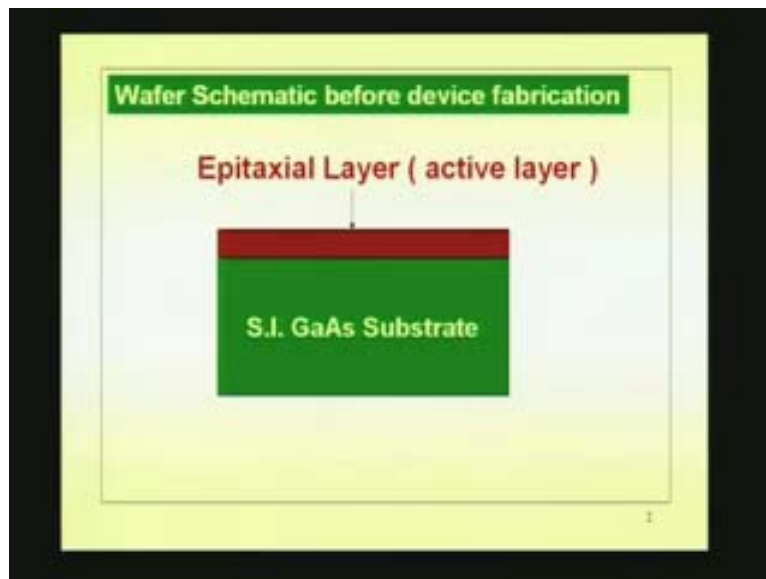 Wafer Schematic before device fabrication
Epitaxial Layer ( active layer )
S.I. GaAs Substrate